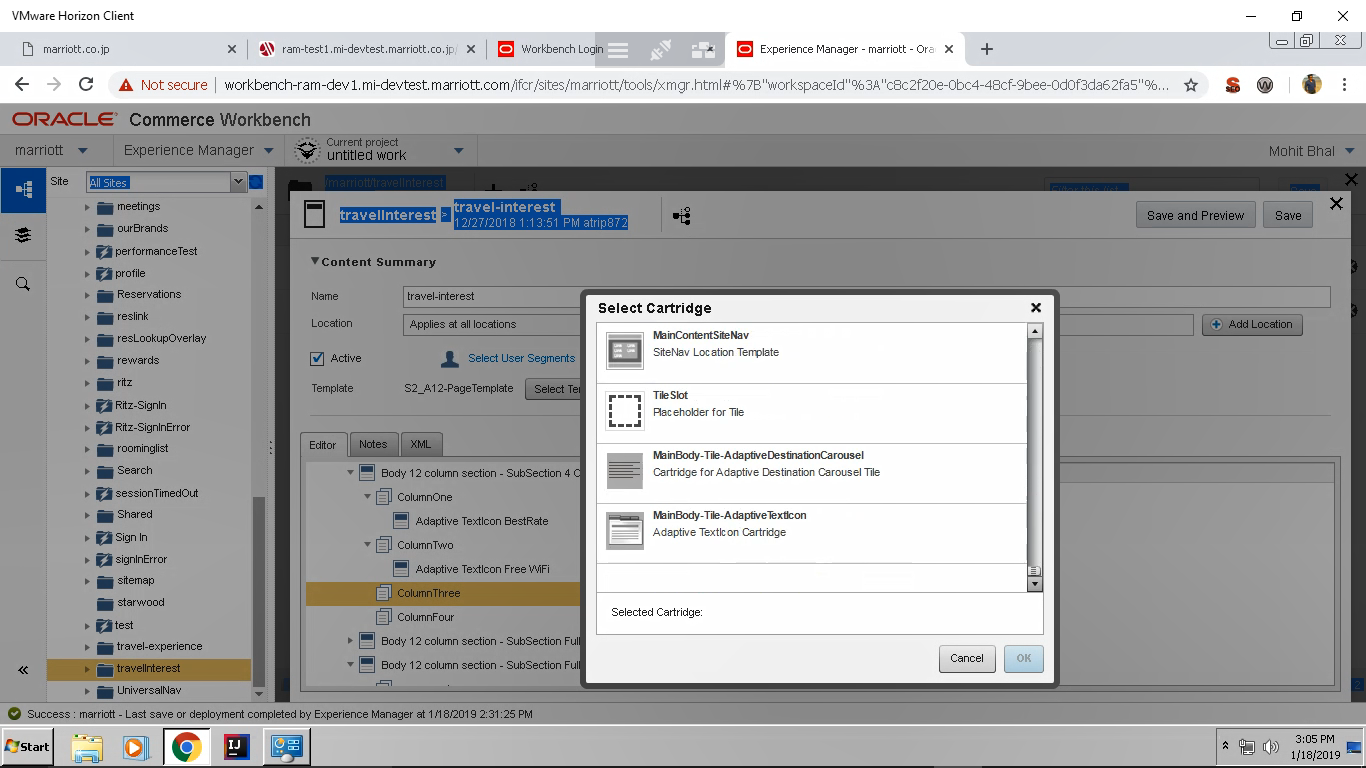 VMware Horizon Client
marriott.co.jp
ram-test1.mi-devtest.marriott.co.jp/
Workbench Login
Experience Manager - marriott - Ora
Not secure
workbench-ram-dev1.mi-devtest.marriott.com/ifcr/sites/marriott/tools/xmgr.html#%7B"workspaceId"%3A"c8c2f20e-0bc4-48cf-9bee-0d0f3da62fa5"%...
ORACLE Commerce Workbench
marriott
Experience Manager
Current project
untitled work
Mohit Bhal
Site
All Sites
/marriott/travelInterest
meetings
ourBrands
performanceTest
profile
Reservations
reslink
resLookupOverlay
rewards
ritz
Ritz-SignIn
Ritz-SignInError
roominglist
Search
sessionTimedOut
Shared
Sign In
signInError
sitemap
starwood
test
travel-experience
travelInterest
UniversalNav
travelInterest > travel-interest
12/27/2018 1:13:51 PM atrip872
Save and Preview
Save
Content Summary
Name
travel-interest
Location
Applies at all locations
Add Location
Active
Select User Segments
Template
S2_A12-PageTemplate
Select Te
Editor
Notes
XML
Body 12 column section - SubSection 4 C
ColumnOne
Adaptive TextIcon BestRate
ColumnTwo
Adaptive TextIcon Free WiFi
ColumnThree
ColumnFour
Body 12 column section - SubSection Full
Body 12 column section - SubSection Full
Select Cartridge
MainContentSiteNav
SiteNav Location Template
TileSlot
Placeholder for Tile
MainBody-Tile-AdaptiveDestinationCarousel
Cartridge for Adaptive Destination Carousel Tile
MainBody-Tile-AdaptiveTextIcon
Adaptive TextIcon Cartridge
Selected Cartridge:
Cancel
OK
Success : marriott - Last save or deployment completed by Experience Manager at 1/18/2019 2:31:25 PM
Start
3:05 PM
1/18/2019